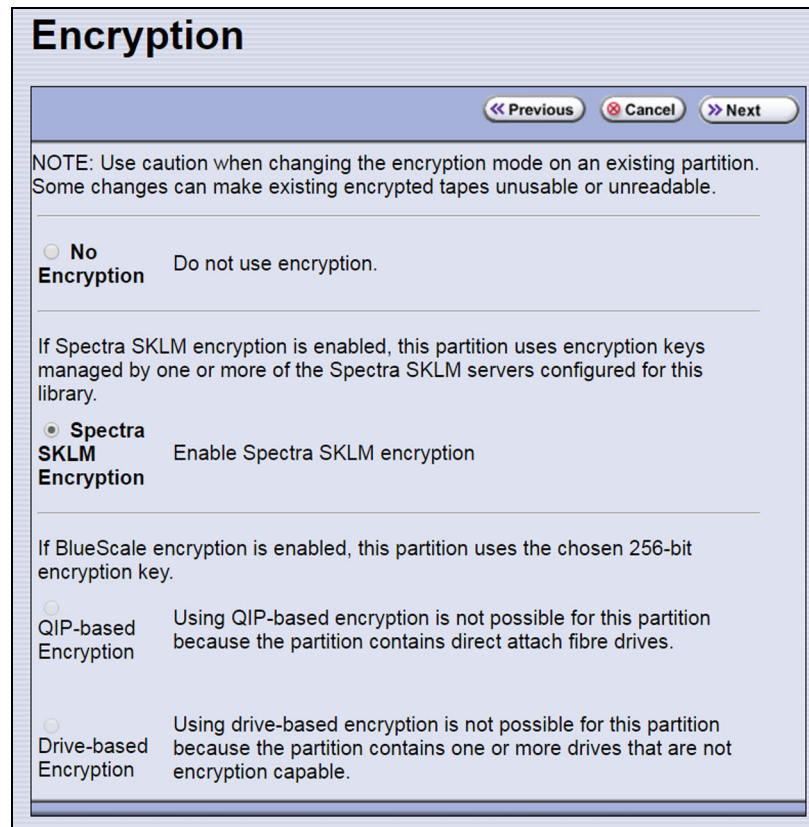 Encryption
Previous
Cancel
Next
NOTE: Use caution when changing the encryption mode on an existing partition.
Some changes can make existing encrypted tapes unusable or unreadable.
No
Encryption
Do not use encryption.
If Spectra SKLM encryption is enabled, this partition uses encryption keys
managed by one or more of the Spectra SKLM servers configured for this
library.
Spectra
SKLM
Encryption
Enable Spectra SKLM encryption
If BlueScale encryption is enabled, this partition uses the chosen 256-bit
encryption key.
QIP-based
Encryption
Using QIP-based encryption is not possible for this partition
because the partition contains direct attach fibre drives.
Drive-based
Encryption
Using drive-based encryption is not possible for this partition
because the partition contains one or more drives that are not
encryption capable.